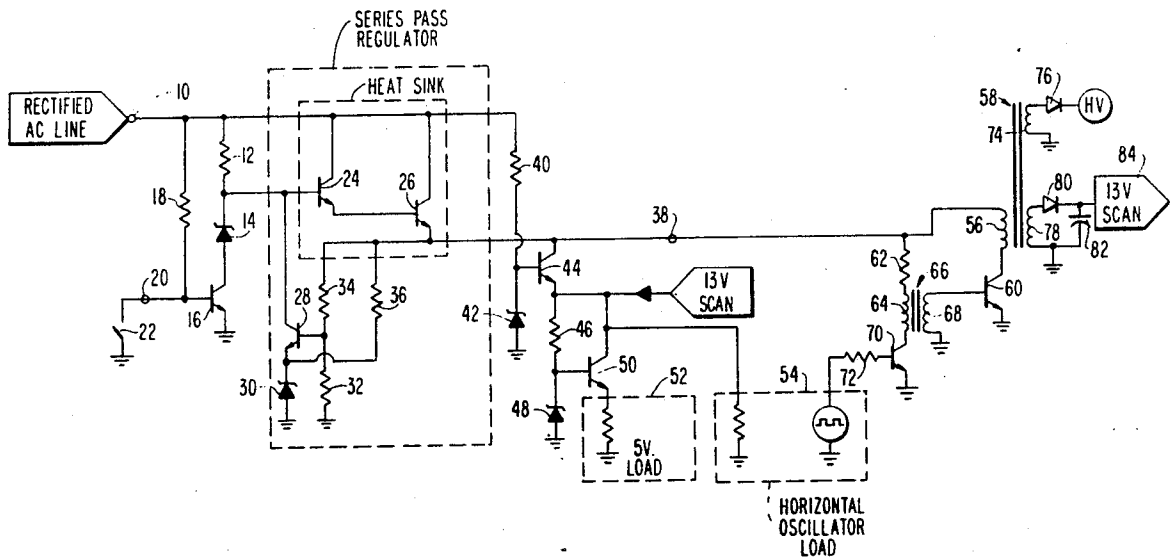 SERIES PASS
REGULATOR
HEAT SINK
RECTIFIED
AC LINE
10
12
14
16
18
20
22
24
26
28
30
32
34
36
38
40
42
44
46
48
50
52
5V.
LOAD
13V
SCAN
54
HORIZONTAL
OSCILLATOR
LOAD
56
58
60
62
64
66
68
70
72
74
76
HV
78
80
82
84
13V
SCAN